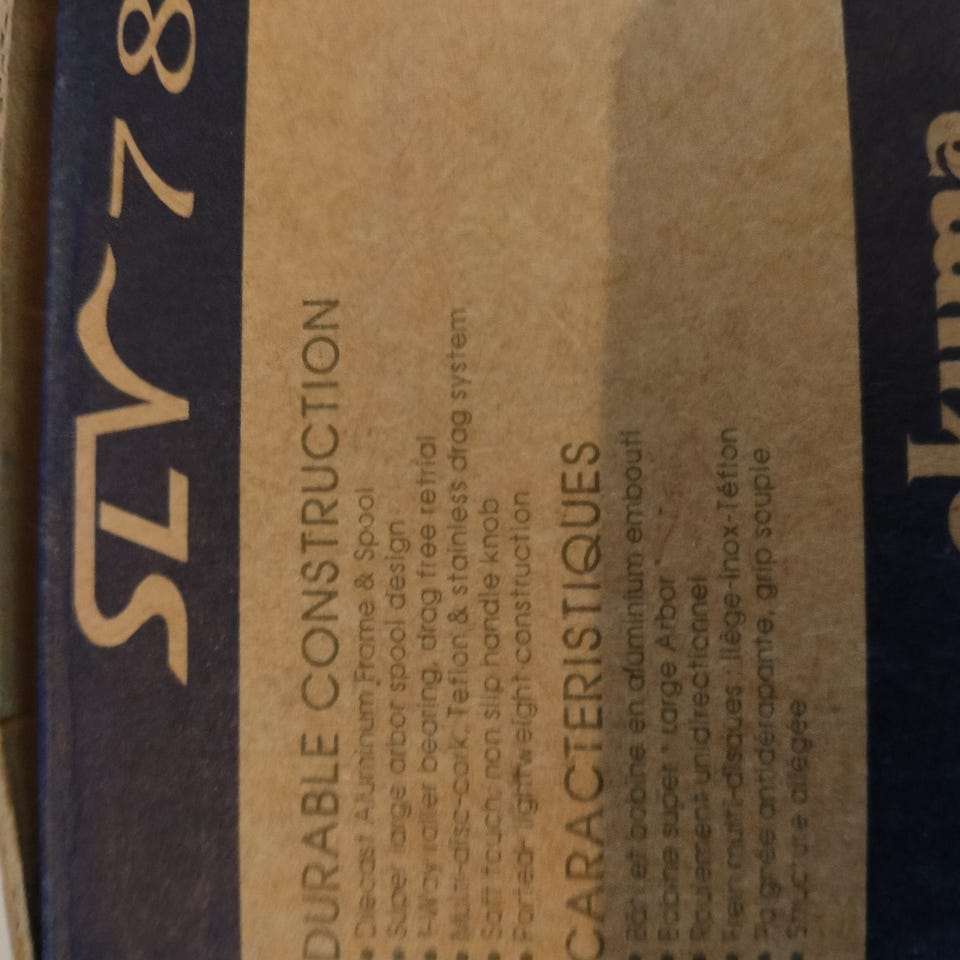 SLV 7 8
DURABLE CONSTRUCTION
• Diecast Aluminum Frame & Spool
• Super large arbor spool design
• 1-Way roller bearing, drag free retrial
• Multi-disc-cork, Teflon & stainless drag system
• Soft touch, non slip handle knob
• Ported- lightweight construction
CARACTERISTIQUES
• Bâti et bobine en aluminium embouti
• Bobine super " Large Arbor
• Roulement unidirectionnel
• Frein multi-disques : liège-Inox-Téflon
• Poignée antidérapante, grip souple
• Structure allégée